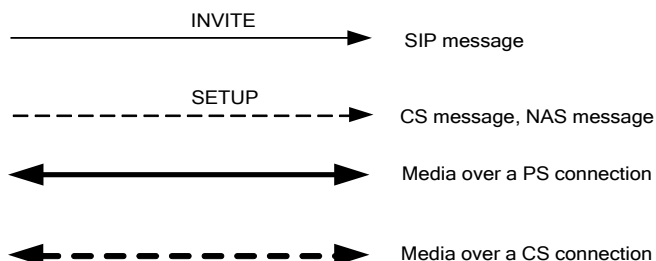 INVITE
SIP message
SETUP
CS message, NAS message
Media over a PS connection
Media over a CS connection